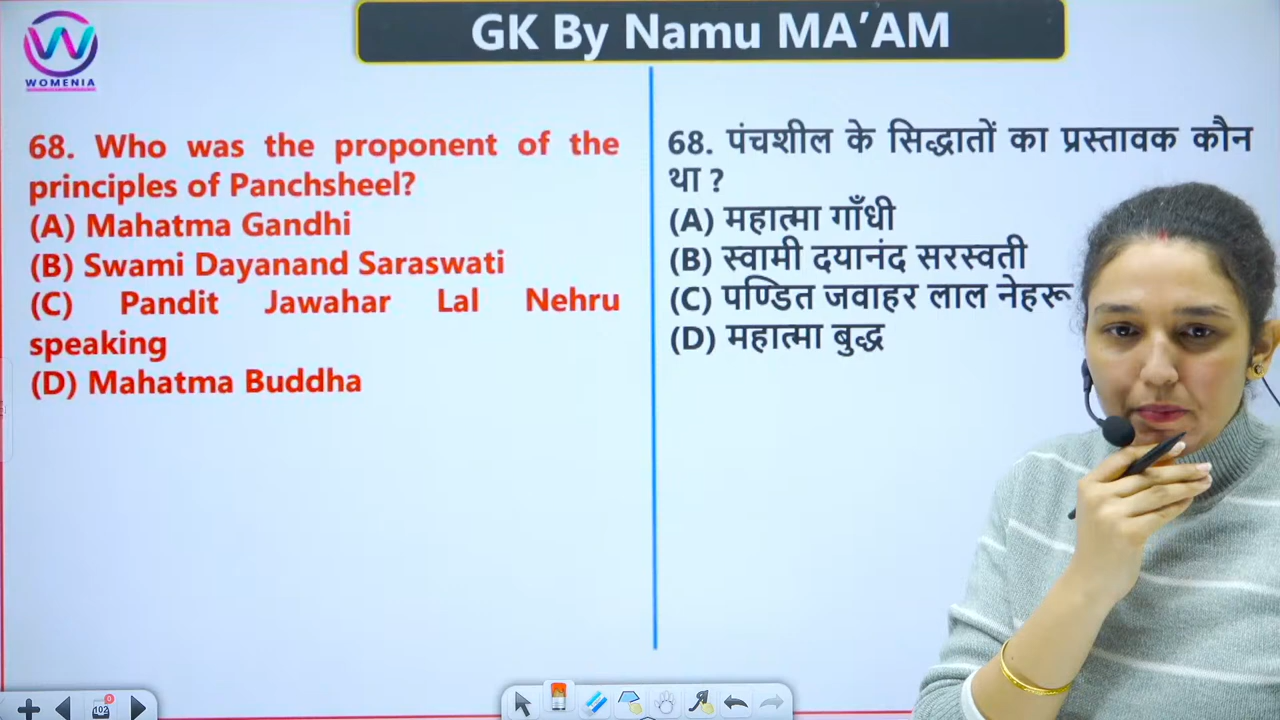 WOMENIA
GK By Namu MA’AM
68. Who was the proponent of the
principles of Panchsheel?
(A) Mahatma Gandhi
(B) Swami Dayanand Saraswati
(C) Pandit Jawahar Lal Nehru
speaking
(D) Mahatma Buddha
68. पंचशील के सिद्धातों का प्रस्तावक कौन
था ?
(A) महात्मा गाँधी
(B) स्वामी दयानंद सरस्वती
(C) पण्डित जवाहर लाल नेहरू
(D) महात्मा बुद्ध
102